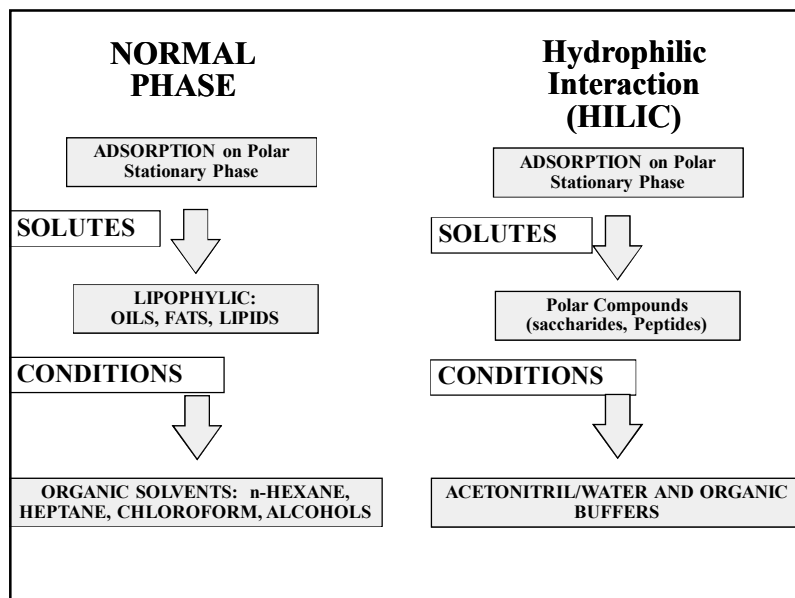 NORMAL
PHASE
ADSORPTION on Polar
Stationary Phase
SOLUTES
LIPOPHYLIC:
OILS, FATS, LIPIDS
CONDITIONS
ORGANIC SOLVENTS: n-HEXANE,
HEPTANE, CHLOROFORM, ALCOHOLS
Hydrophilic
Interaction
(HILIC)
ADSORPTION on Polar
Stationary Phase
SOLUTES
Polar Compounds
(saccharides, Peptides)
CONDITIONS
ACETONITRIL/WATER AND ORGANIC
BUFFERS